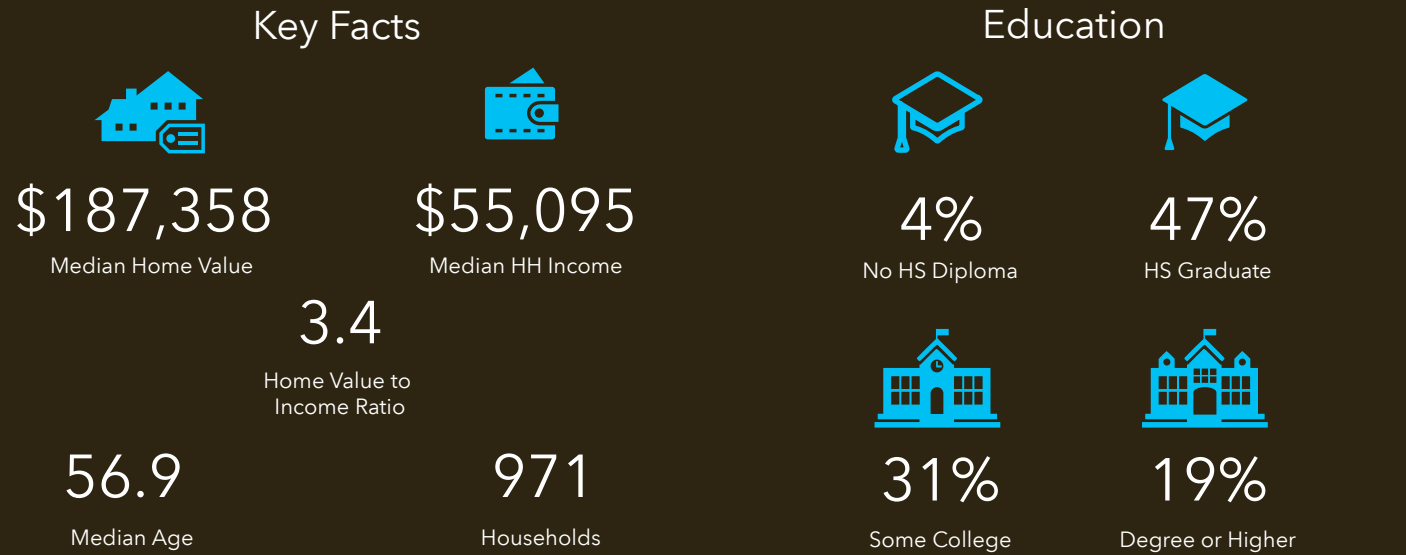 Key Facts
$187,358
Median Home Value
$55,095
Median HH Income
3.4
Home Value to
Income Ratio
56.9
Median Age
971
Households
Education
4%
No HS Diploma
47%
HS Graduate
31%
Some College
19%
Degree or Higher